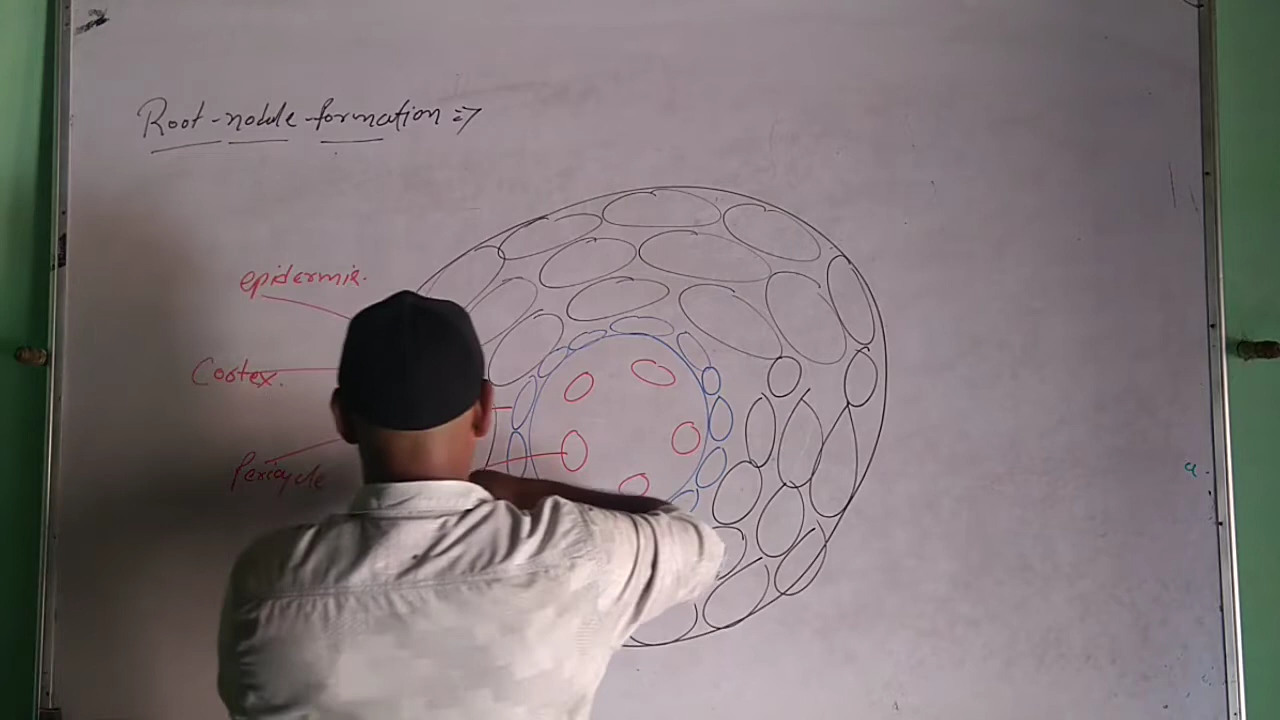 Root-nodule formation =>
epidermis.
Cortex.
Pericycle
a.